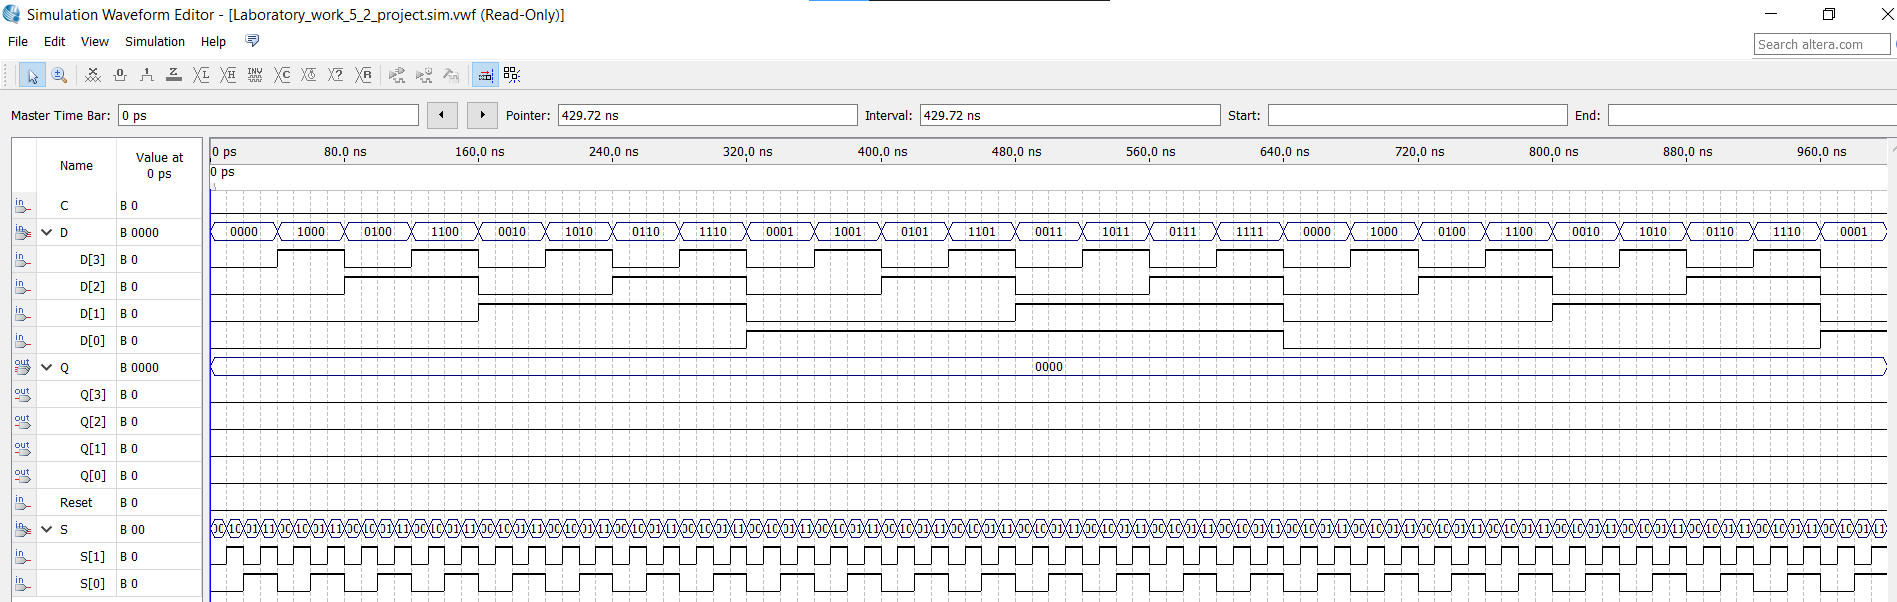 Simulation Waveform Editor - [Laboratory_work_5_2_project.sim.vwf (Read-Only)]
File Edit View Simulation Help
Search altera.com
Master Time Bar: 0 ps Pointer: 429.72 ns Interval: 429.72 ns Start: End:
Name Value at 0 ps
0 ps 80.0 ns 160.0 ns 240.0 ns 320.0 ns 400.0 ns 480.0 ns 560.0 ns 640.0 ns 720.0 ns 800.0 ns 880.0 ns 960.0 ns
0 ps
in C B 0
in D B 0000 0000 1000 0100 1100 0010 1010 0110 1110 0001 1001 0101 1101 0011 1011 0111 1111 0000 1000 0100 1100 0010 1010 0110 1110 0001
in D[3] B 0
in D[2] B 0
in D[1] B 0
in D[0] B 0
out Q B 0000 0000
out Q[3] B 0
out Q[2] B 0
out Q[1] B 0
out Q[0] B 0
in Reset B 0
in S B 00
in S[1] B 0
in S[0] B 0